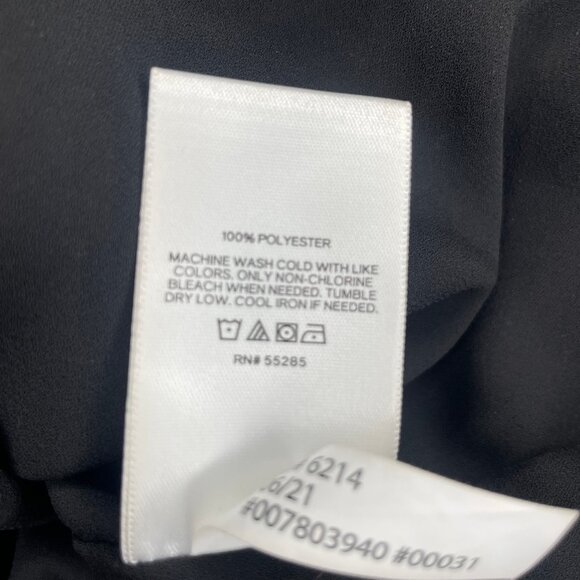 100% POLYESTER
MACHINE WASH COLD WITH LIKE
COLORS. ONLY NON-CHLORINE
BLEACH WHEN NEEDED. TUMBLE
DRY LOW. COOL IRON IF NEEDED.
RN# 55285
6214
6/21
#007803940 #00031